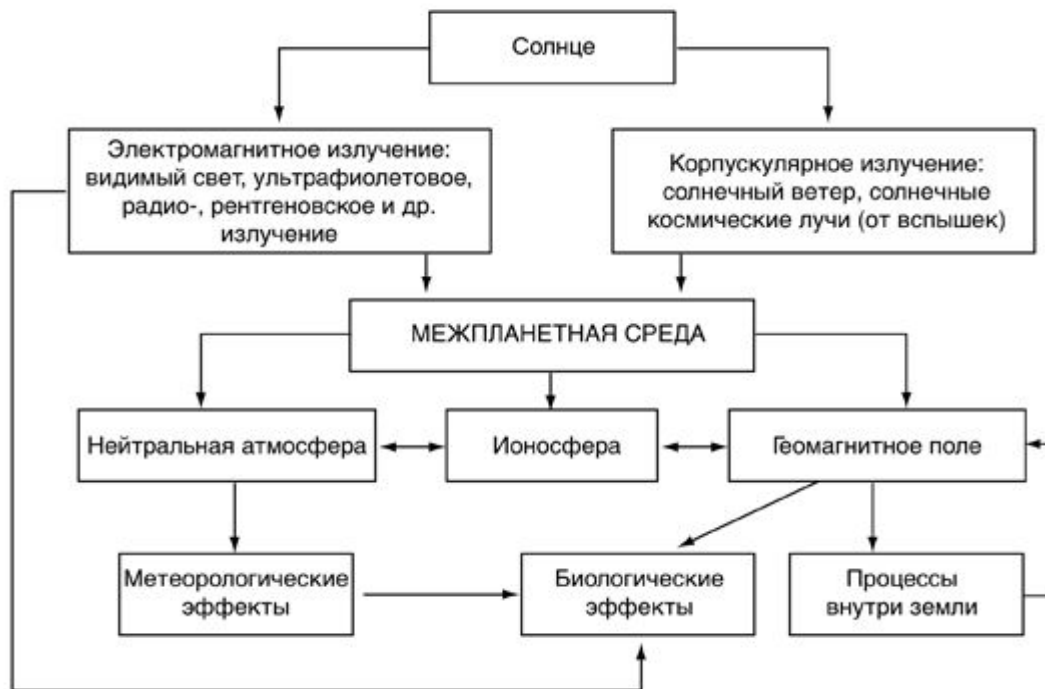 Солнце
Электромагнитное излучение:
видимый свет, ультрафиолетовое,
радио-, рентгеновское и др.
излучение
Корпускулярное излучение:
солнечный ветер, солнечные
космические лучи (от вспышек)
МЕЖПЛАНЕТНАЯ СРЕДА
Нейтральная атмосфера
Ионосфера
Геомагнитное поле
Метеорологические
эффекты
Биологические
эффекты
Процессы
внутри земли